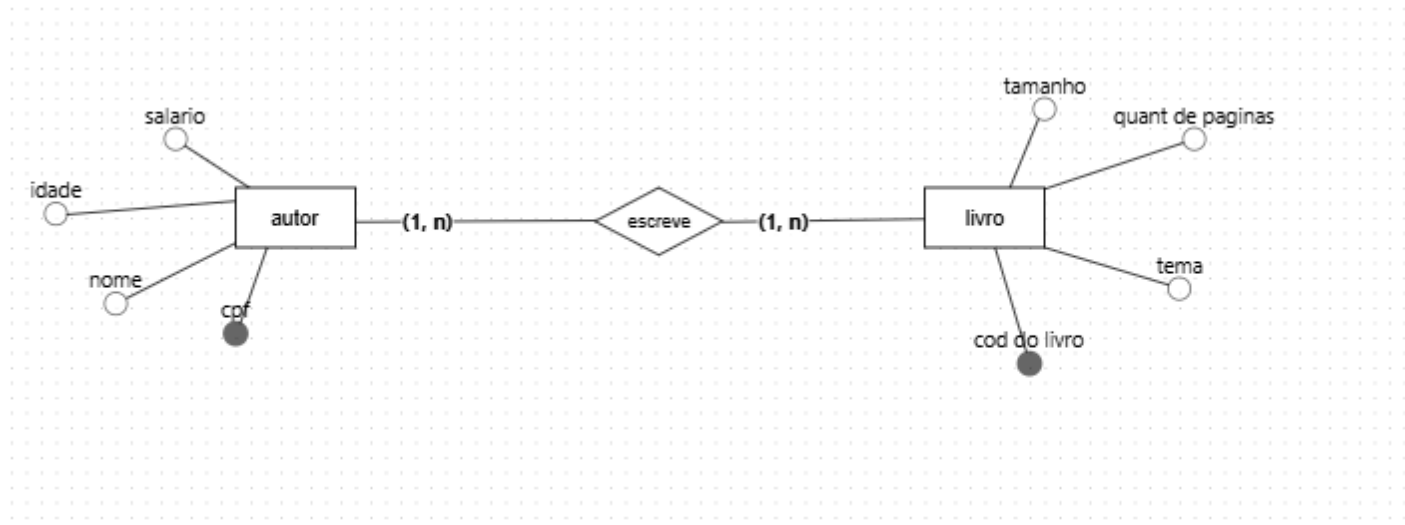 tamanho
salario
quant de paginas
idade
autor
(1, n)
escreve
(1, n)
livro
nome
tema
cpf
cod do livro